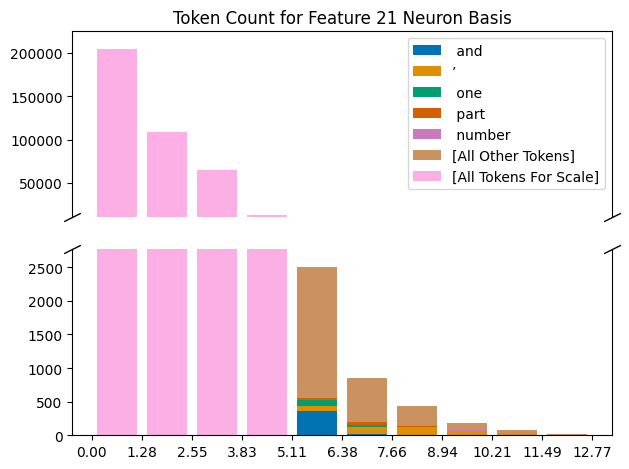 Token Count for Feature 21 Neuron Basis
200000
150000
100000
50000
and
’
one
part
number
[All Other Tokens]
[All Tokens For Scale]
2500
2000
1500
1000
500
0
0.00 1.28 2.55 3.83 5.11 6.38 7.66 8.94 10.21 11.49 12.77